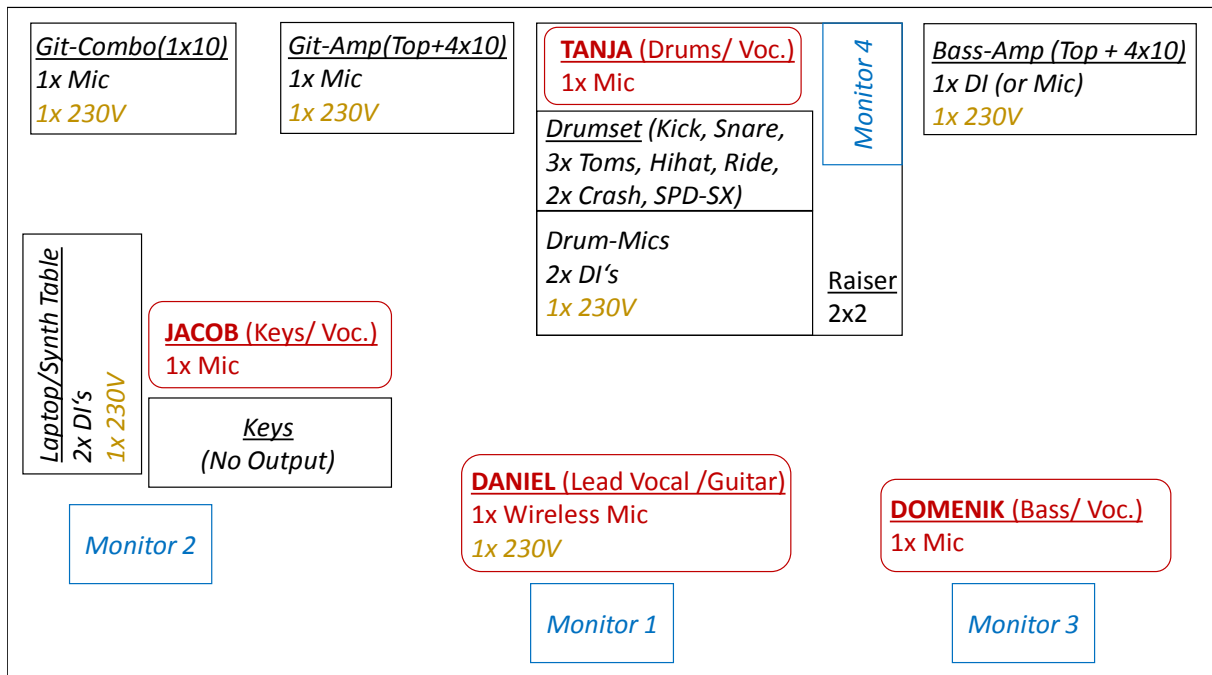 Git-Combo(1x10)
1x Mic
1x 230V
Git-Amp(Top+4x10)
1x Mic
1x 230V
TANJA (Drums/ Voc.)
1x Mic
Monitor 4
Drumset (Kick, Snare,
3x Toms, Hihat, Ride,
2x Crash, SPD-SX)
Drum-Mics
2x DI‘s
1x 230V
Raiser
2x2
Bass-Amp (Top + 4x10)
1x DI (or Mic)
1x 230V
Laptop/Synth Table
2x DI‘s
1x 230V
JACOB (Keys/ Voc.)
1x Mic
Keys
(No Output)
Monitor 2
DANIEL (Lead Vocal /Guitar)
1x Wireless Mic
1x 230V
Monitor 1
DOMENIK (Bass/ Voc.)
1x Mic
Monitor 3